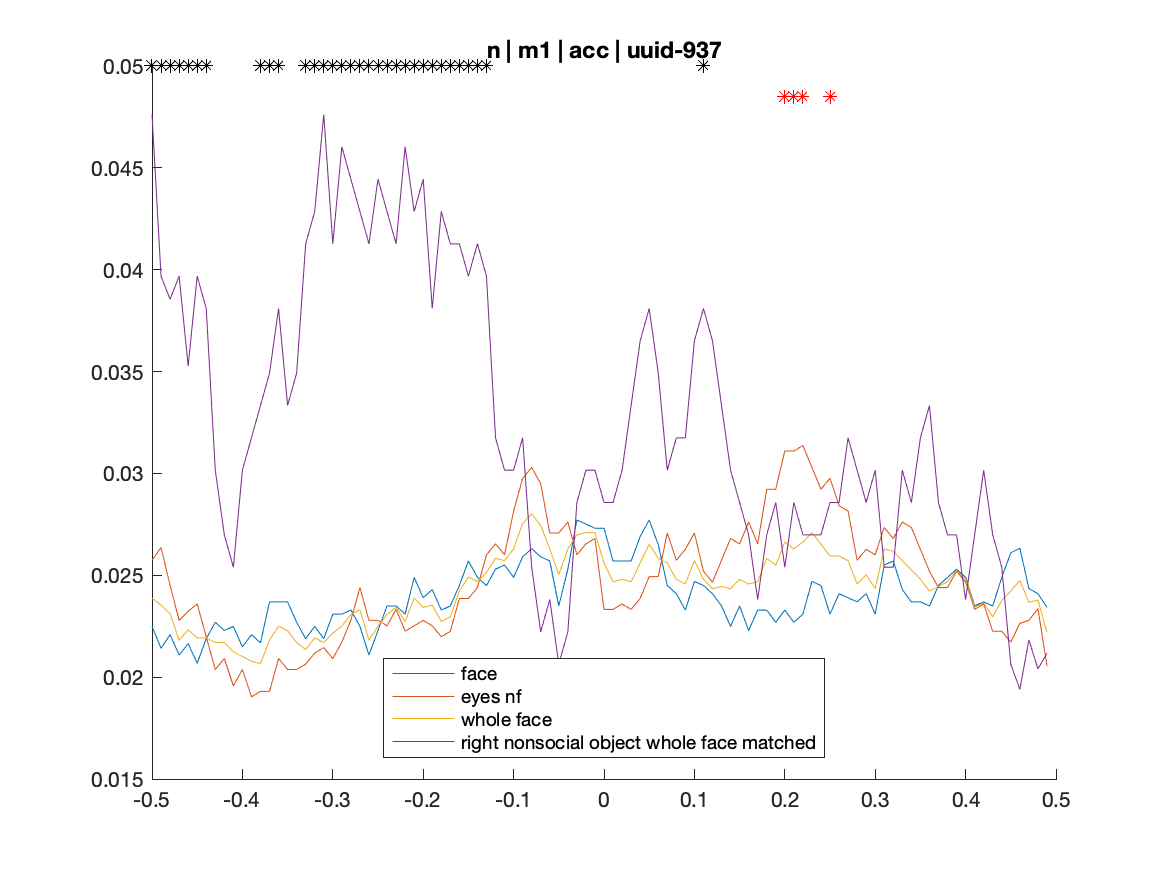 n | m1 | acc | uuid-937
0.05
0.045
0.04
0.035
0.03
0.025
0.02
0.015
face
eyes nf
whole face
right nonsocial object whole face matched
-0.5 -0.4 -0.3 -0.2 -0.1 0 0.1 0.2 0.3 0.4 0.5